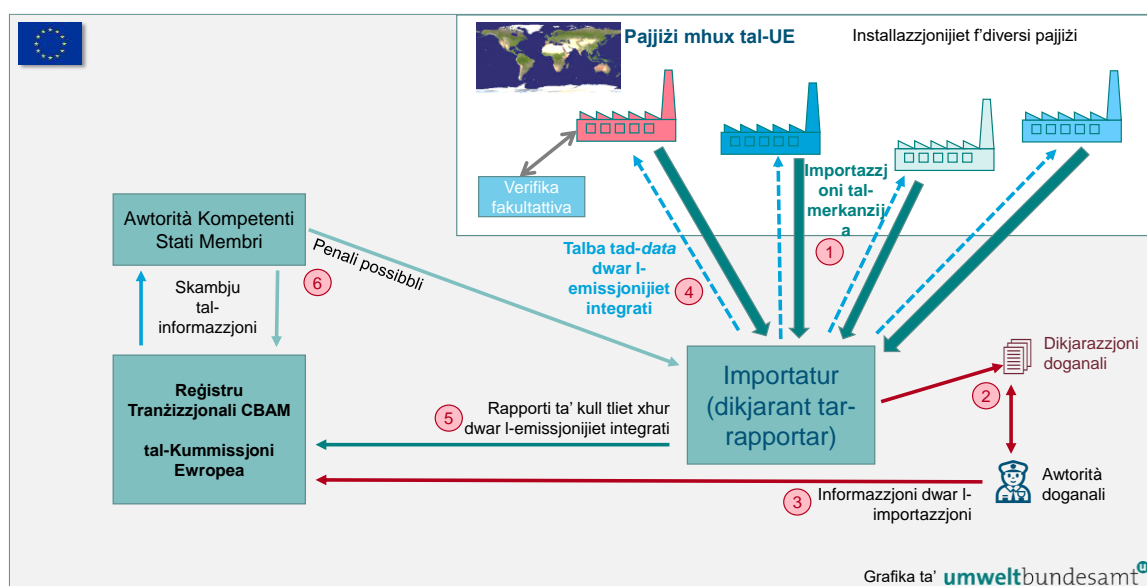 Pajjiżi mhux tal-UE
Installazzjonijiet f'diversi pajjiżi
Verifika
fakultattiva
Importazzj
oni tal-
merkanzij
a
1
Awtorità Kompetenti
Stati Membri
Penali possibbli
Talba tad-data
dwar l-
emissjonijiet
integrati
4
6
Skambju
tal-
informazzjoni
Reġistru
Tranżizzjonali CBAM
tal-Kummissjoni
Ewropea
Importatur
(dikjarant tar-
rapportar)
Dikjarazzjoni
doganali
2
5
Rapporti ta' kull tliet xhur
dwar l-emissjonijiet integrati
Awtorità
doganali
3
Informazzjoni dwar l-
importazzjoni
Grafika ta' umweltbundesamt